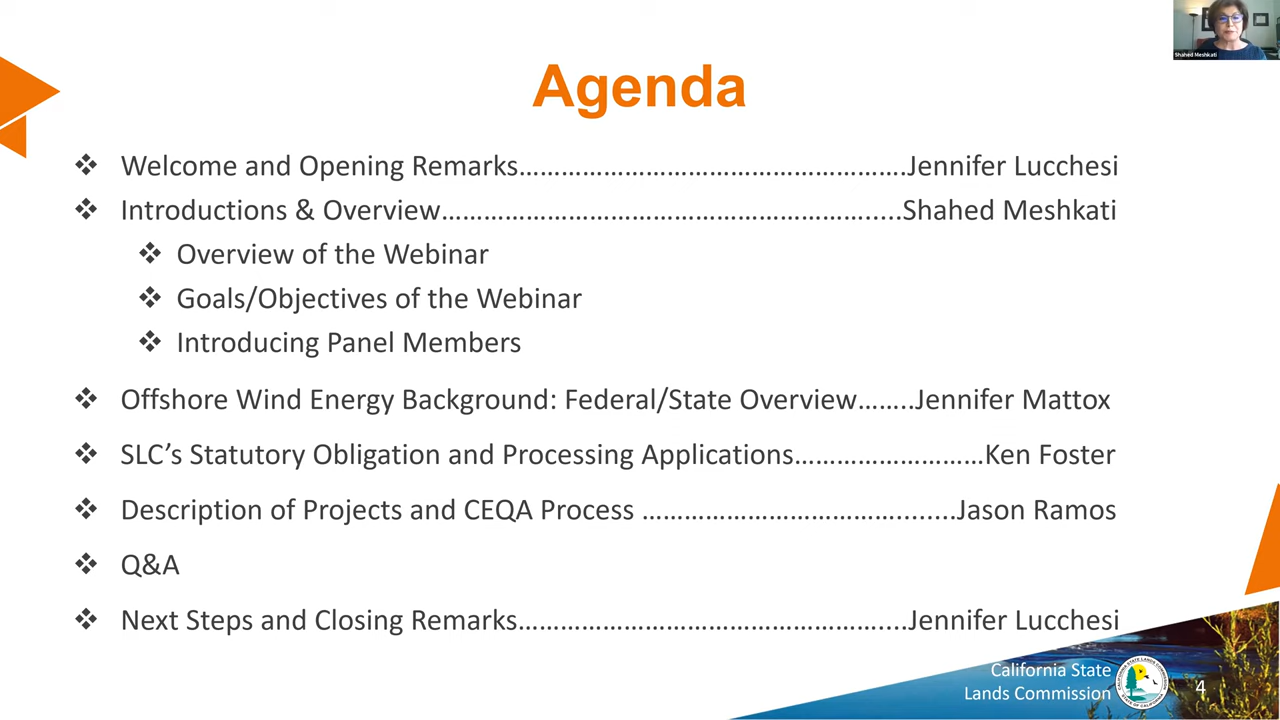 Shahed Meshkati
Agenda
❖ Welcome and Opening Remarks……………………………………………….Jennifer Lucchesi
❖ Introductions & Overview…………………………………………………….....Shahed Meshkati
❖ Overview of the Webinar
❖ Goals/Objectives of the Webinar
❖ Introducing Panel Members
❖ Offshore Wind Energy Background: Federal/State Overview……..Jennifer Mattox
❖ SLC’s Statutory Obligation and Processing Applications………………………Ken Foster
❖ Description of Projects and CEQA Process ………………………………........Jason Ramos
❖ Q&A
❖ Next Steps and Closing Remarks……………………………………………....Jennifer Lucchesi
California State
Lands Commission
4